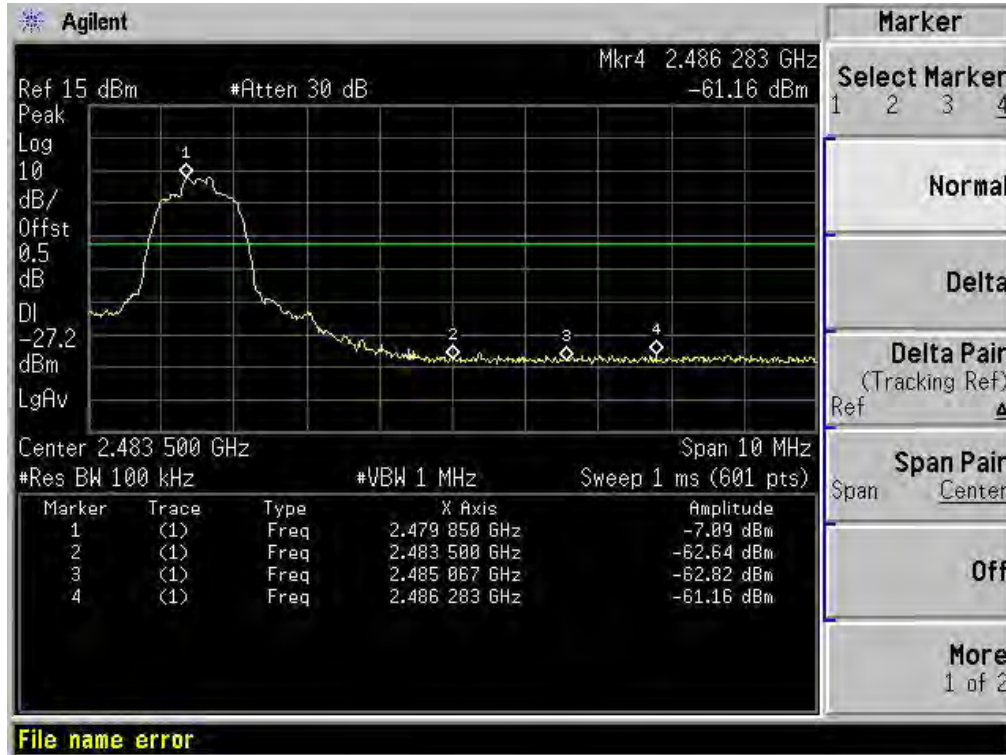 Agilent
Marker
Mkr4 2.486 283 GHz
Ref 15 dBm #Atten 30 dB -61.16 dBm
Peak
Log
10
dB/
Offst
0.5
dB
DI
-27.2
dBm
LgAv
1
2
3
4
Center 2.483 500 GHz Span 10 MHz
#Res BW 100 kHz #VBW 1 MHz Sweep 1 ms (601 pts)
Marker Trace Type X Axis Amplitude
1 (1) Freq 2.479 850 GHz -7.09 dBm
2 (1) Freq 2.483 500 GHz -62.64 dBm
3 (1) Freq 2.485 067 GHz -62.82 dBm
4 (1) Freq 2.486 283 GHz -61.16 dBm
Select Marker
1 2 3 4
Normal
Delta
Delta Pair
(Tracking Ref)
Ref Δ
Span Pair
Span Center
Off
More
1 of 2
File name error